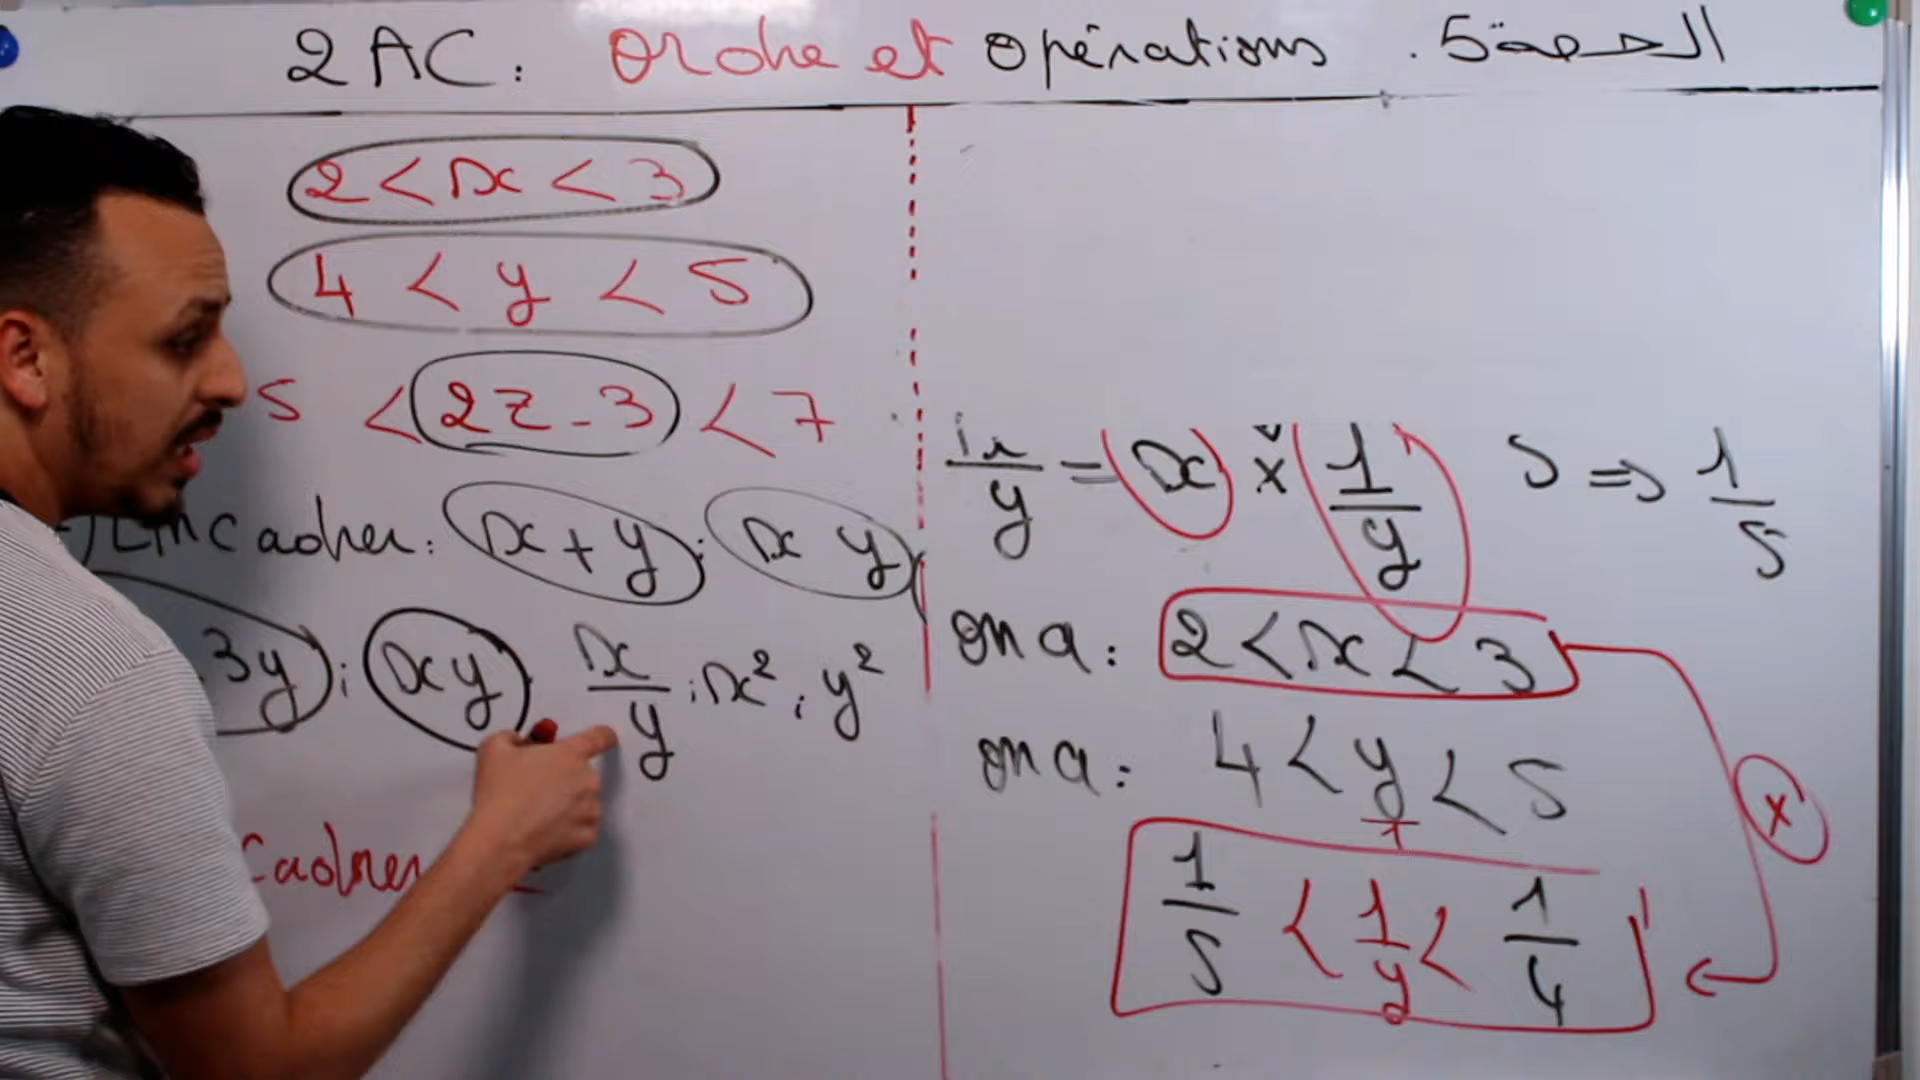 2AC: Ordre et opérations. الحصة 5
2 < x < 3
4 < y < 5
5 < 2z - 3 < 7
Encadrer: x + y ; x y
3y ; xy ; x/y ; x² ; y²
cadrer
x/y = x × 1/y 5 ⇒ 1/5
on a: 2 < x < 3
on a: 4 < y < 5
×
1/5 < 1/y < 1/4